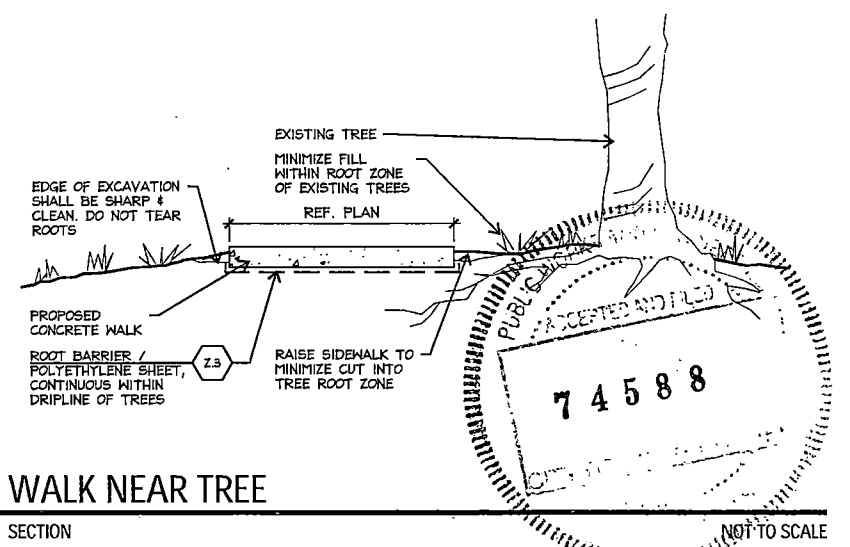 EXISTING TREE
MINIMIZE FILL
WITHIN ROOT ZONE
OF EXISTING TREES
EDGE OF EXCAVATION
SHALL BE SHARP &
CLEAN. DO NOT TEAR
ROOTS
REF. PLAN
PROPOSED
CONCRETE WALK
ROOT BARRIER /
POLYETHYLENE SHEET,
CONTINUOUS WITHIN
DRIPLINE OF TREES
Z.3
RAISE SIDEWALK TO
MINIMIZE CUT INTO
TREE ROOT ZONE
PUBLIC
ACCEPTED AND FILED
74588
WALK NEAR TREE
SECTION
NOT TO SCALE